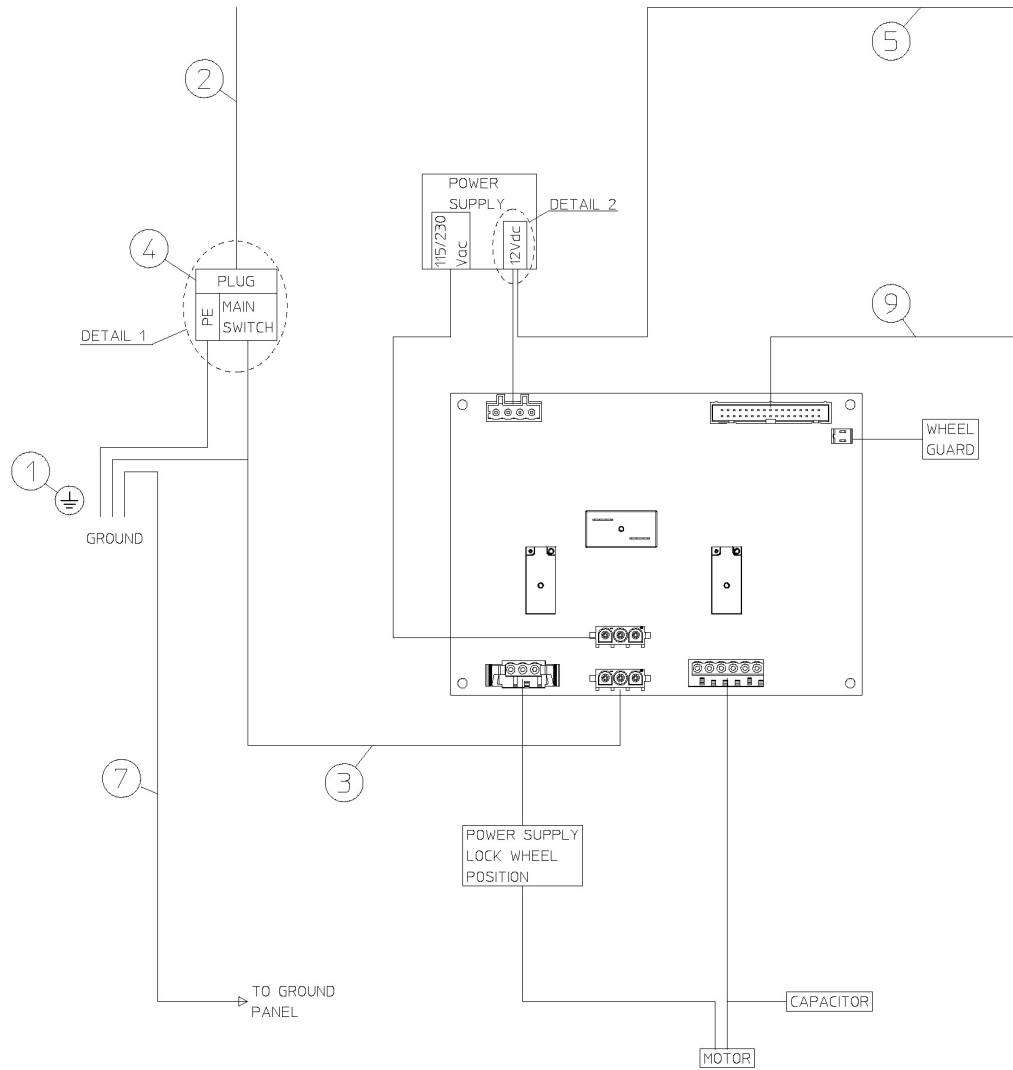 5
2
POWER
SUPPLY
115/230
Vac
12Vdc
DETAIL 2
4
PLUG
PE
MAIN
SWITCH
DETAIL 1
9
WHEEL
GUARD
1
GROUND
7
3
POWER SUPPLY
LOCK WHEEL
POSITION
TO GROUND
PANEL
CAPACITOR
MOTOR